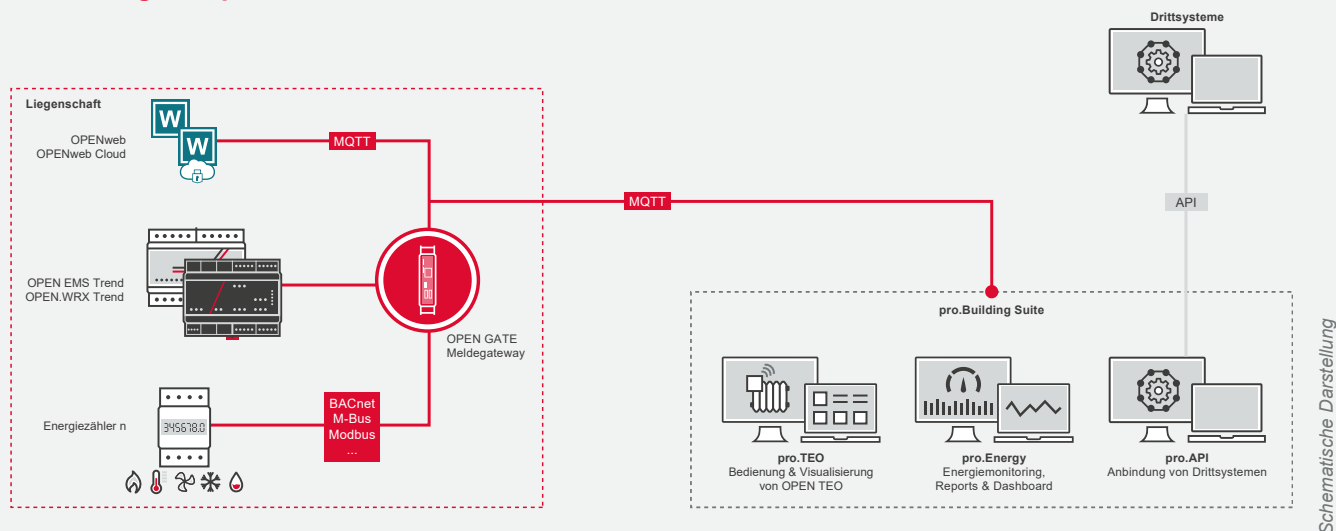 Drittsysteme
Liegenschaft
W
W
OPENweb
OPENweb Cloud
MQTT
MQTT
API
OPEN EMS Trend
OPEN.WRX Trend
pro.Building Suite
OPEN GATE
Meldegateway
Energiezähler n
345678.0
BACnet
M-Bus
Modbus
...
pro.TEO
Bedienung & Visualisierung
von OPEN TEO
pro.Energy
Energiemonitoring,
Reports & Dashboard
pro.API
Anbindung von Drittsystemen
Schematische Darstellung